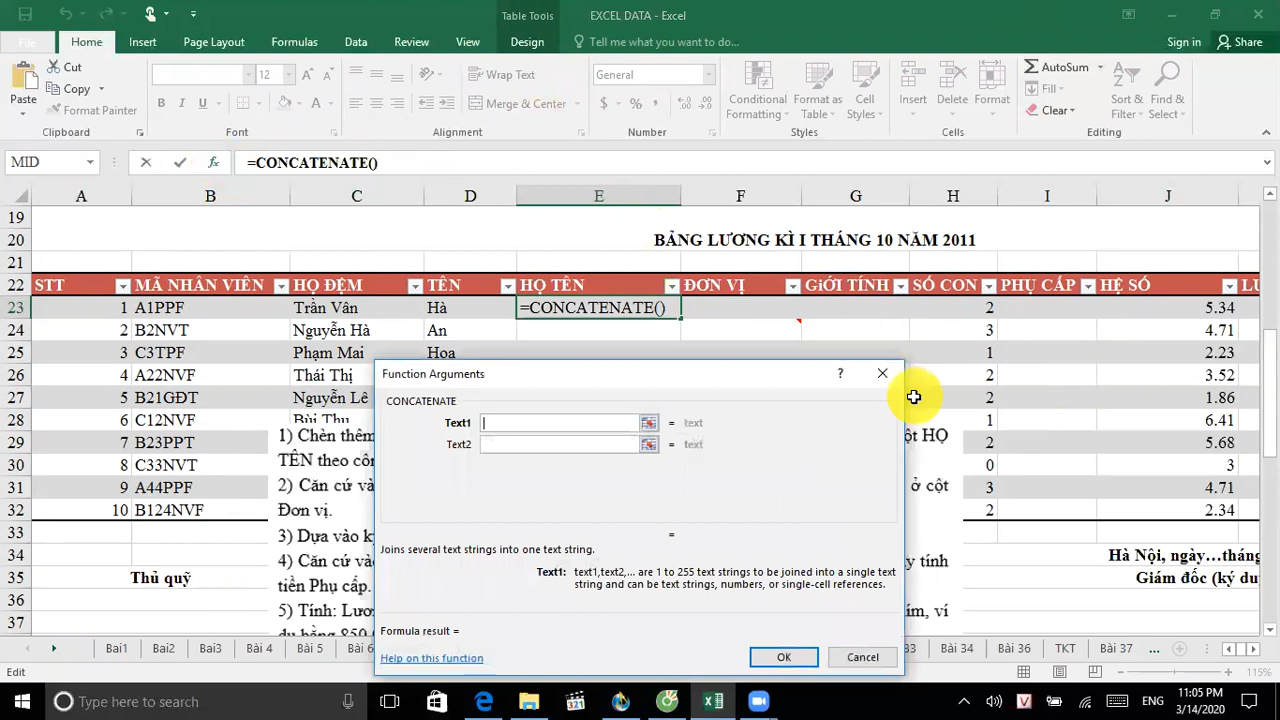 Table Tools
EXCEL DATA - Excel
File Home Insert Page Layout Formulas Data Review View Design Tell me what you want to do... Sign in Share
Paste Cut Copy Format Painter
12
Wrap Text
Merge & Center
General
Conditional Formatting Format as Table Cell Styles
Insert Delete Format
AutoSum Fill Clear
Sort & Filter Find & Select
Clipboard Font Alignment Number Styles Cells Editing
MID =CONCATENATE()
A B C D E F G H I J
19
20 BẢNG LƯƠNG KÌ I THÁNG 10 NĂM 2011
21
22 STT MÃ NHÂN VIÊN HỌ ĐỆM TÊN HỌ TÊN ĐƠN VỊ GiỚI TÍNH SỐ CON PHỤ CẤP HỆ SỐ
23 1 A1PPF Trần Vân Hà =CONCATENATE() 2 5.34
24 2 B2NVT Nguyễn Hà An 3 4.71
25 3 C3TPF Phạm Mai Hoa 1 2.23
26 4 A22NVF Thái Thị 2 3.52
27 5 B21GĐT Nguyễn Lê 2 1.86
28 6 C12NVF Bùi Thu 1 6.41
29 7 B23PPT 2 5.68
30 8 C33NVT 0 3
31 9 A44PPF 3 4.71
32 10 B124NVF 2 2.34
33
34 Hà Nội, ngày…tháng
35 Thủ quỹ Giám đốc (ký du
36
37
1) Chèn thêm ột HỌ
TÊN theo côn
2) Căn cứ và ở cột
Đơn vị.
3) Dựa vào k
4) Căn cứ và y tính
tiền Phụ cấp.
5) Tính: Lươ ím, ví
dụ bằng 850
Function Arguments ?
CONCATENATE
Text1 = text
Text2 = text
=
Joins several text strings into one text string.
Text1: text1,text2,... are 1 to 255 text strings to be joined into a single text
string and can be text strings, numbers, or single-cell references.
Formula result =
Help on this function OK Cancel
Bai1 Bai2 Bai3 Bài 4 Bài 5 Bài 6 Bài 34 Bài 36 TKT Bài 37 ...
Edit 115%
Type here to search
ENG
11:05 PM
3/14/2020